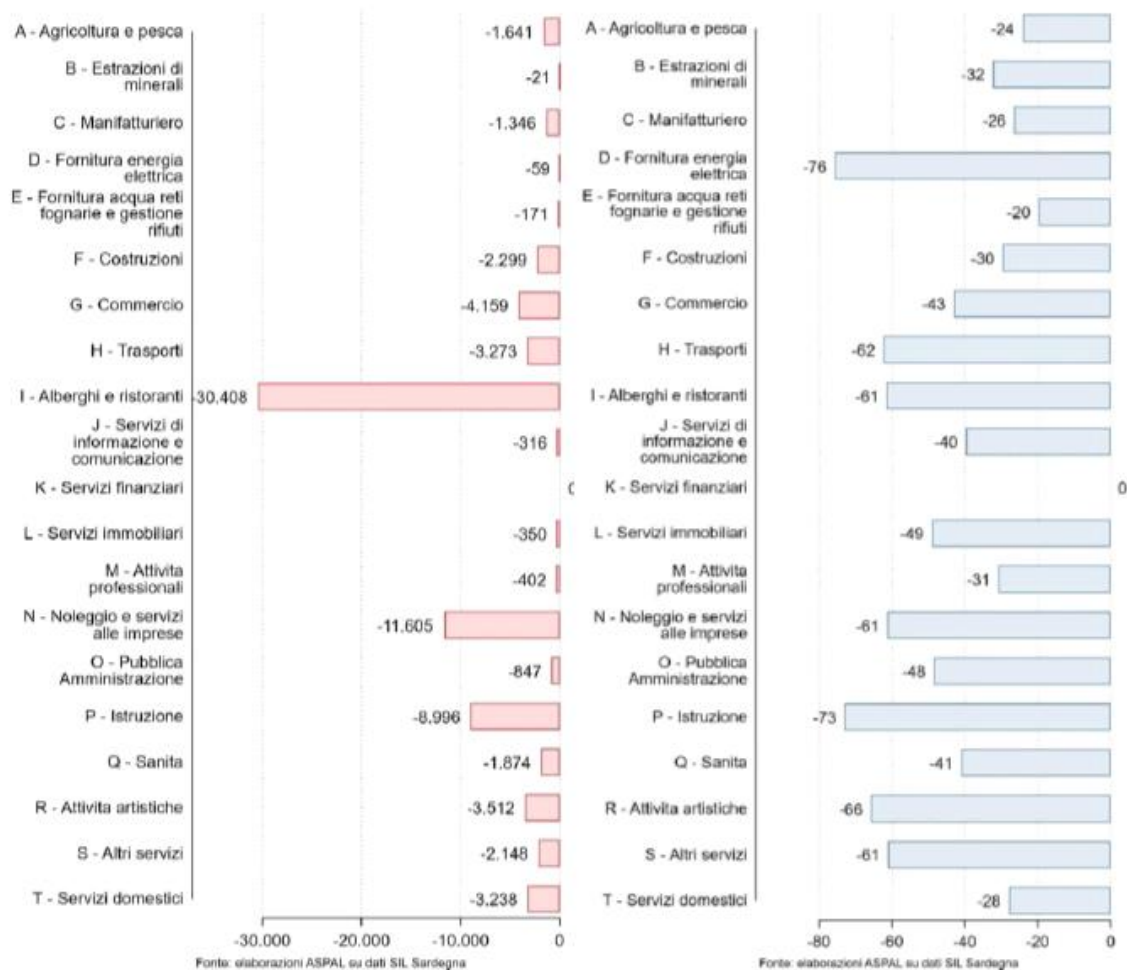 A - Agricoltura e pesca
-1.641
B - Estrazioni di
minerali
-21
C - Manifatturiero
-1.346
D - Fornitura energia
elettrica
-59
E - Fornitura acqua reti
fognarie e gestione
rifiuti
-171
F - Costruzioni
-2.299
G - Commercio
-4.159
H - Trasporti
-3.273
I - Alberghi e ristoranti
-30.408
J - Servizi di
informazione e
comunicazione
-316
K - Servizi finanziari
0
L - Servizi immobiliari
-350
M - Attivita
professionali
-402
N - Noleggio e servizi
alle imprese
-11.605
O - Pubblica
Amministrazione
-847
P - Istruzione
-8.996
Q - Sanita
-1.874
R - Attivita artistiche
-3.512
S - Altri servizi
-2.148
T - Servizi domestici
-3.238
-30.000 -20.000 -10.000 0
Fonte: elaborazioni ASPAL su dati SIL Sardegna
A - Agricoltura e pesca
-24
B - Estrazioni di
minerali
-32
C - Manifatturiero
-26
D - Fornitura energia
elettrica
-76
E - Fornitura acqua reti
fognarie e gestione
rifiuti
-20
F - Costruzioni
-30
G - Commercio
-43
H - Trasporti
-62
I - Alberghi e ristoranti
-61
J - Servizi di
informazione e
comunicazione
-40
K - Servizi finanziari
0
L - Servizi immobiliari
-49
M - Attivita
professionali
-31
N - Noleggio e servizi
alle imprese
-61
O - Pubblica
Amministrazione
-48
P - Istruzione
-73
Q - Sanita
-41
R - Attivita artistiche
-66
S - Altri servizi
-61
T - Servizi domestici
-28
-80 -60 -40 -20 0
Fonte: elaborazioni ASPAL su dati SIL Sardegna